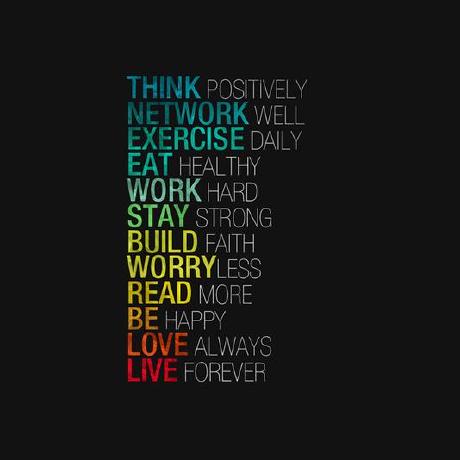 THINK POSITIVELY
NETWORK WELL
EXERCISE DAILY
EAT HEALTHY
WORK HARD
STAY STRONG
BUILD FAITH
WORRYLESS
READ MORE
BE HAPPY
LOVE ALWAYS
LIVE FOREVER